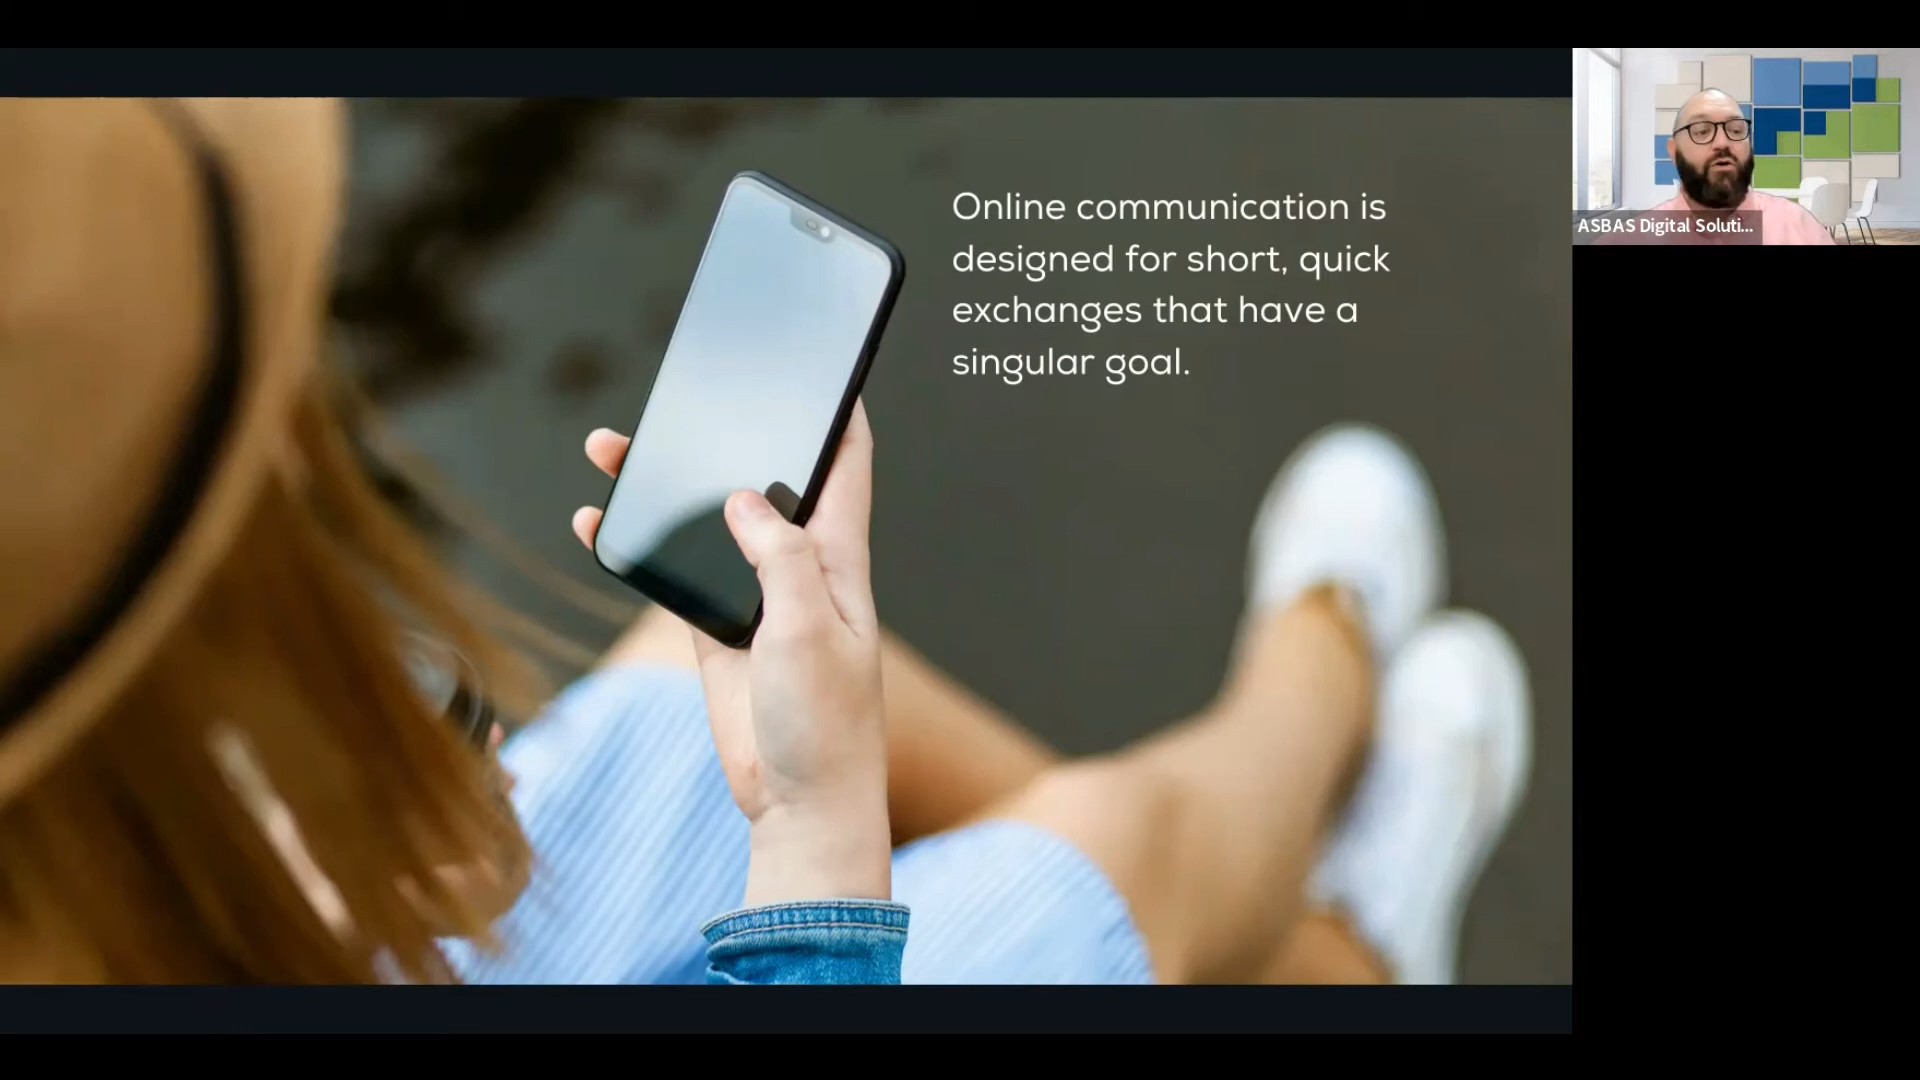 Online communication is
designed for short, quick
exchanges that have a
singular goal.
ASBAS Digital Soluti...